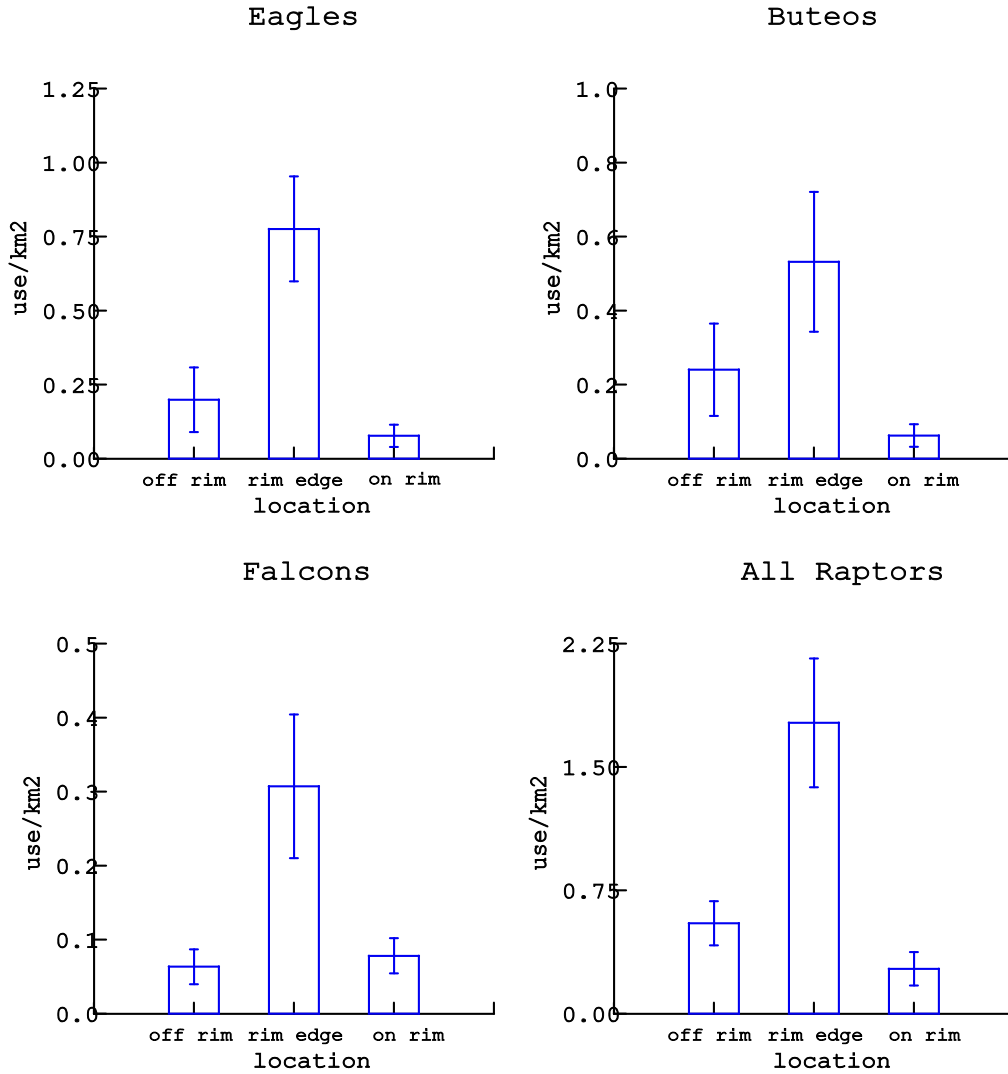 Eagles
1.25
1.00
0.75
0.50
0.25
0.00
use/km2
off rim rim edge on rim
location
Buteos
1.0
0.8
0.6
0.4
0.2
0.0
use/km2
off rim rim edge on rim
location
Falcons
0.5
0.4
0.3
0.2
0.1
0.0
use/km2
off rim rim edge on rim
location
All Raptors
2.25
1.50
0.75
0.00
use/km2
off rim rim edge on rim
location